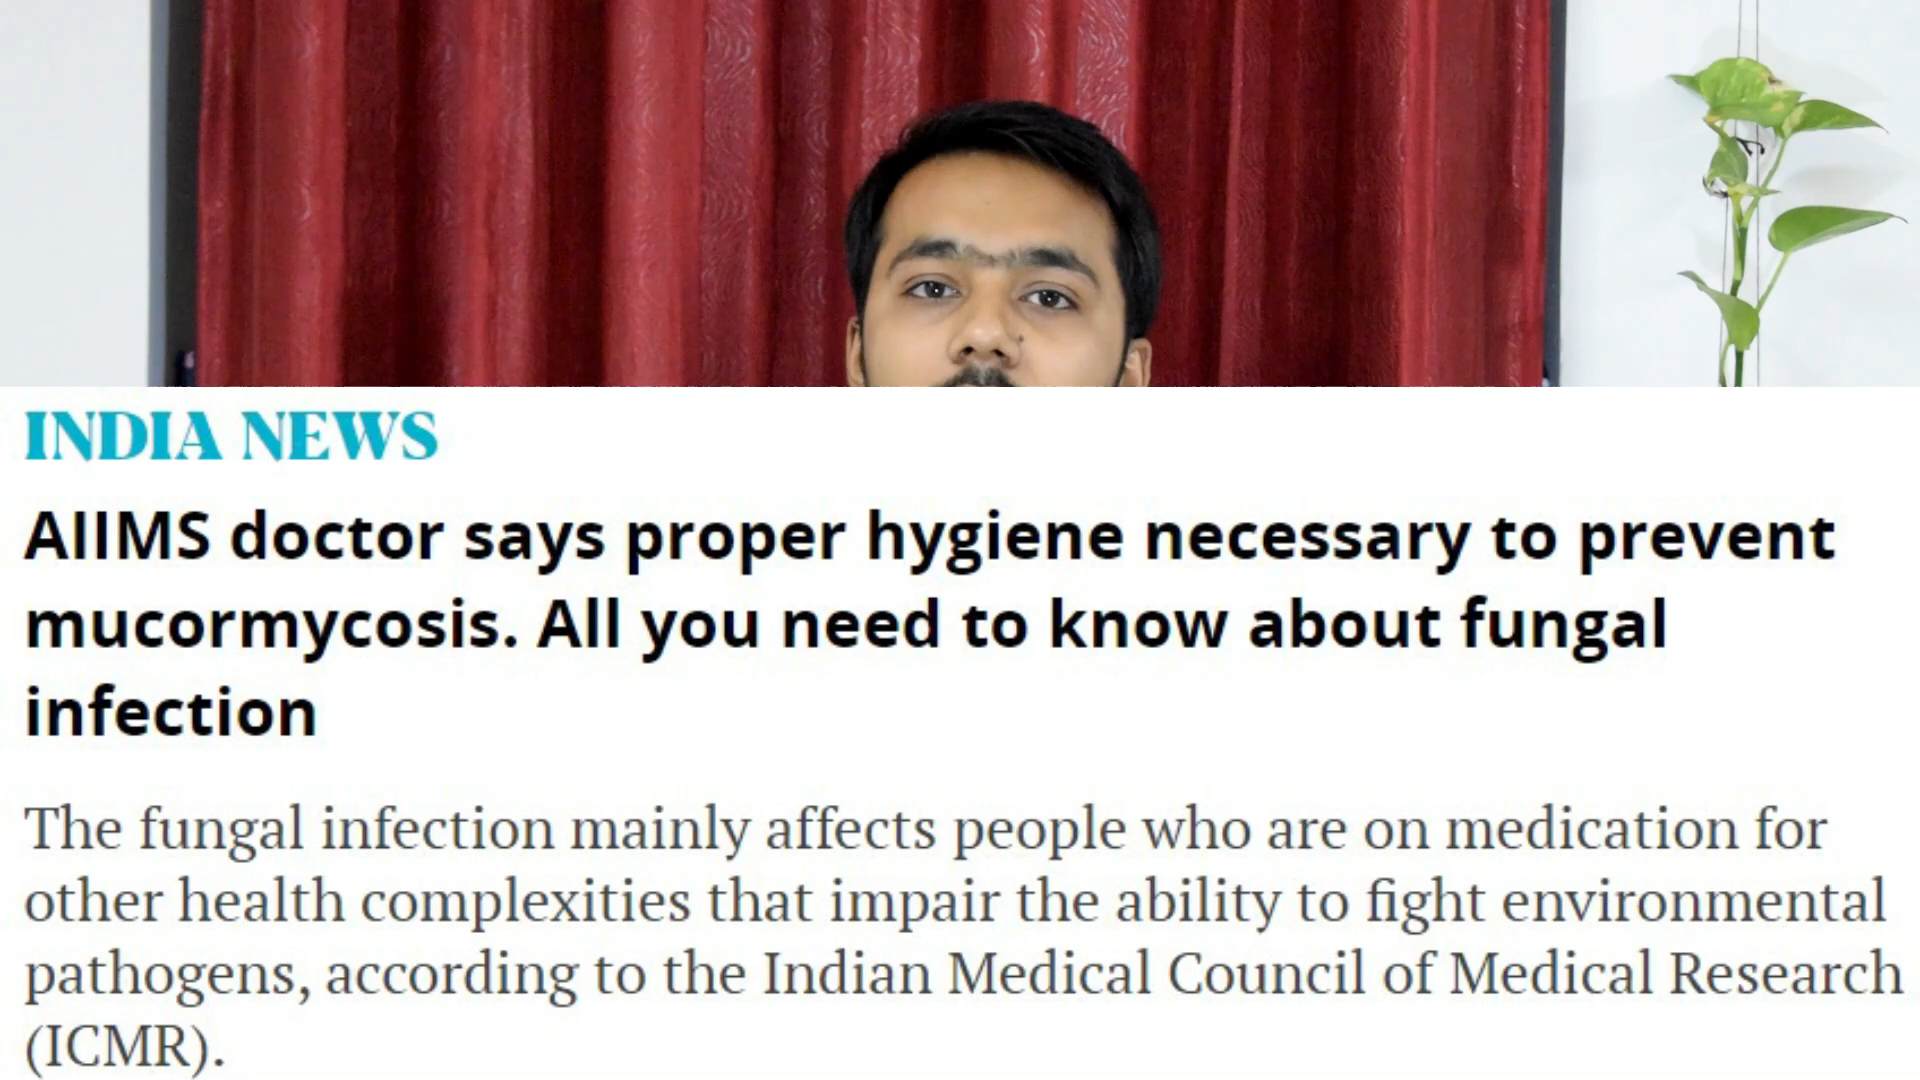 INDIA NEWS
AIIMS doctor says proper hygiene necessary to prevent
mucormycosis. All you need to know about fungal
infection
The fungal infection mainly affects people who are on medication for
other health complexities that impair the ability to fight environmental
pathogens, according to the Indian Medical Council of Medical Research
(ICMR).